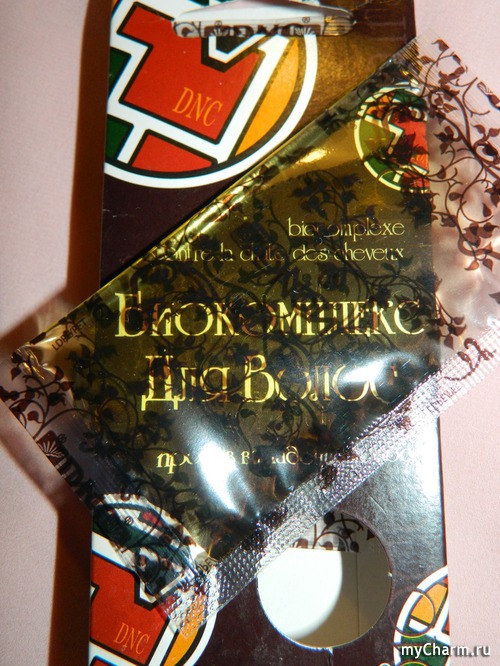 DNC
biocomplexe
contre la chute des cheveux
Биокомплекс
Для Волос
DNC
myCharm.ru